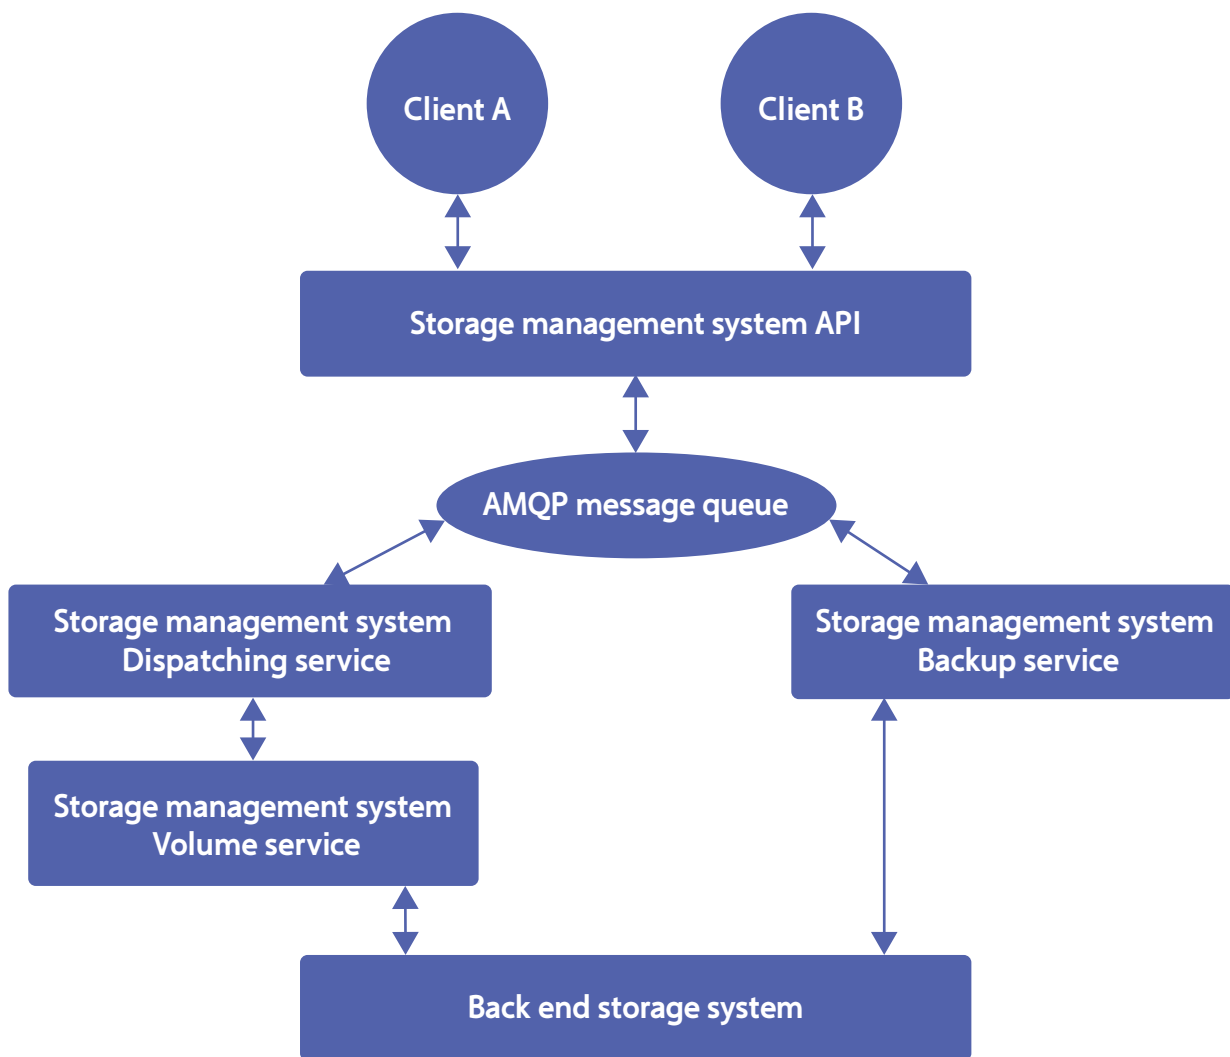 Client A
Client B
Storage management system API
AMQP message queue
Storage management system
Dispatching service
Storage management system
Backup service
Storage management system
Volume service
Back end storage system